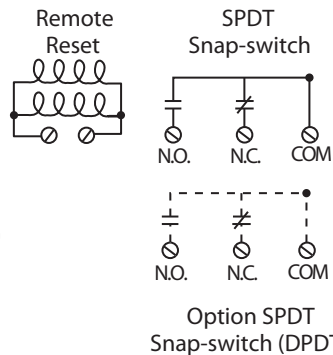 Remote
Reset
SPDT
Snap-switch
N.O. N.C. COM
N.O. N.C. COM
Option SPDT
Snap-switch (DPDT